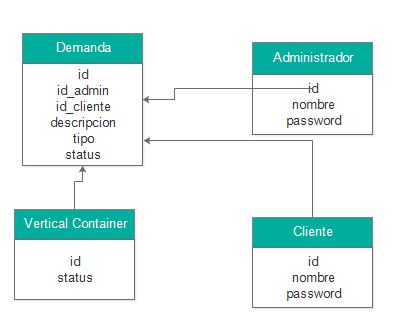 Demanda
id
id_admin
id_cliente
descripcion
tipo
status
Administrador
id
nombre
password
Vertical Container
id
status
Cliente
id
nombre
password